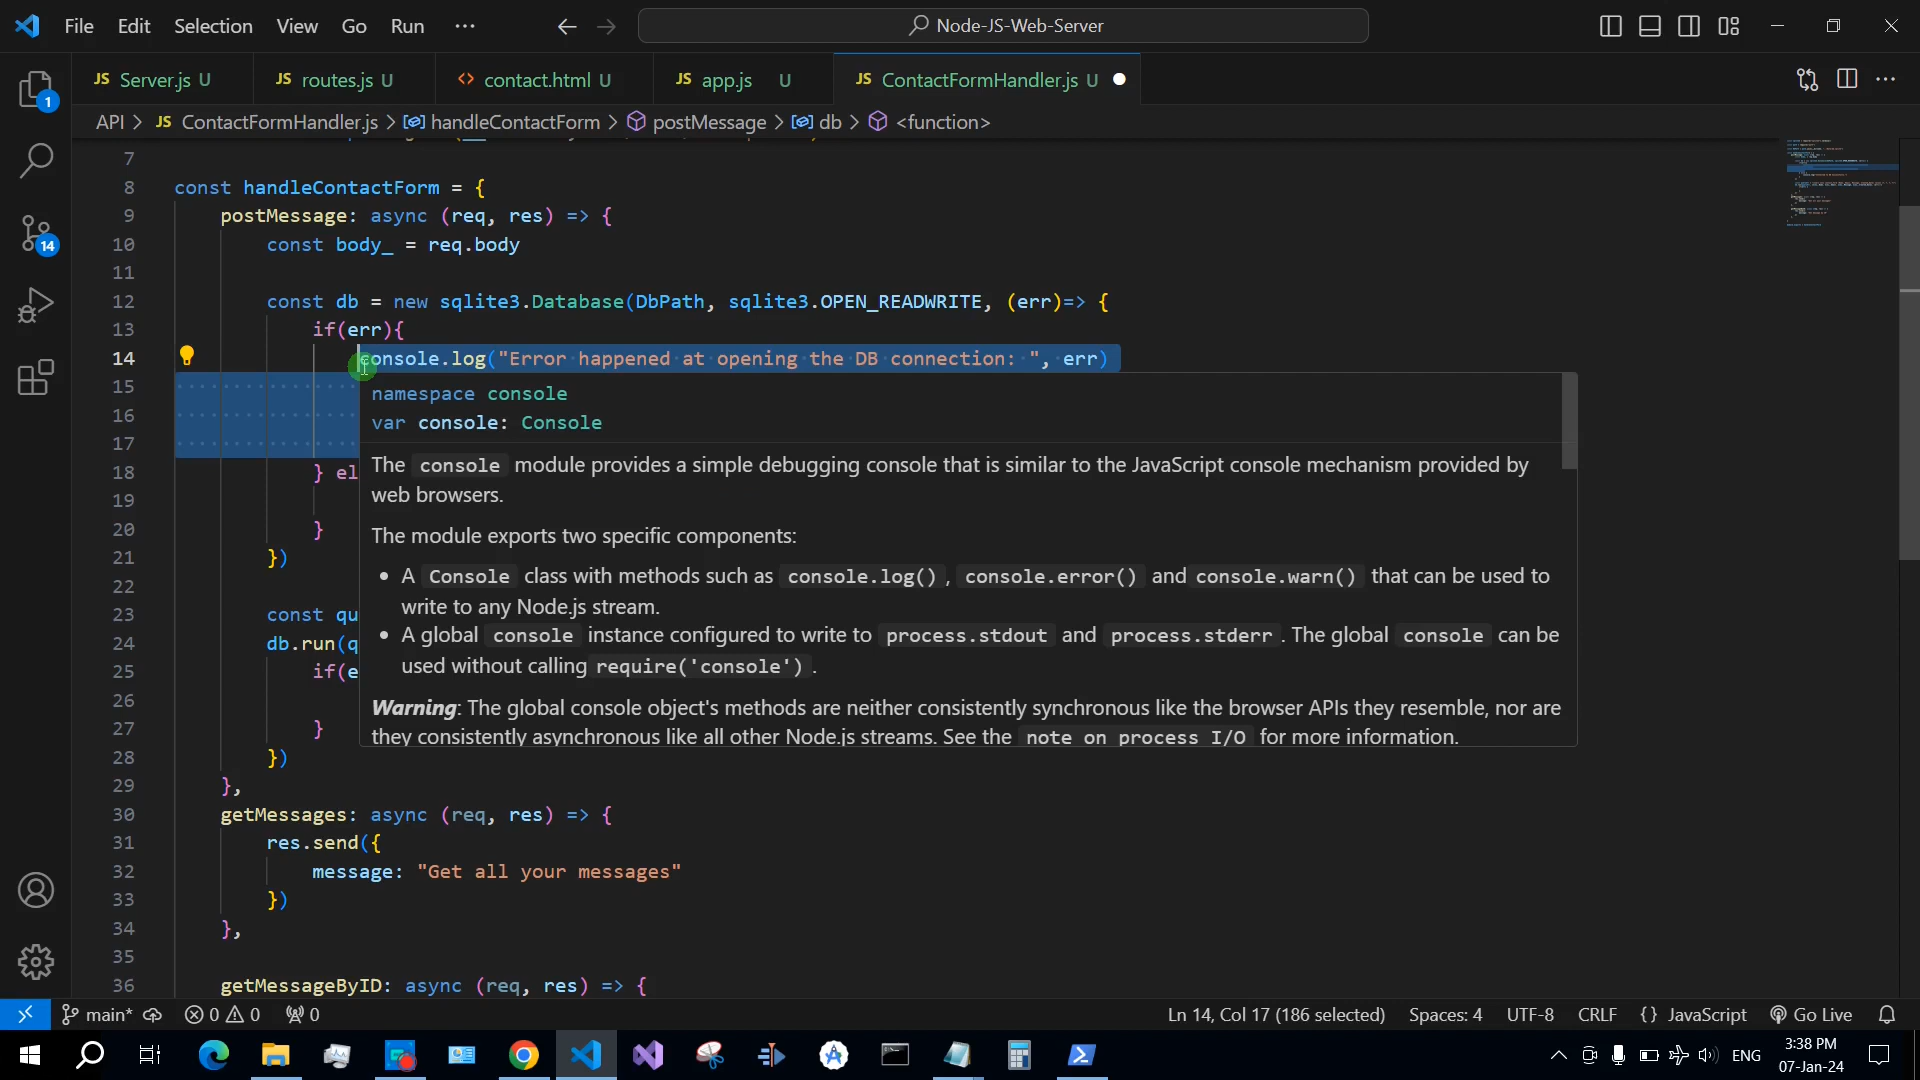 File Edit Selection View Go Run ···
Node-JS-Web-Server
JS Server.js U
JS routes.js U
<> contact.html U
JS app.js U
JS ContactFormHandler.js U
API > JS ContactFormHandler.js > handleContactForm > postMessage > db > <function>
7
8 const handleContactForm = {
9 postMessage: async (req, res) => {
10 const body_ = req.body
11
12 const db = new sqlite3.Database(DbPath, sqlite3.OPEN_READWRITE, (err)=> {
13 if(err){
14 console.log("Error happened at opening the DB connection: ", err)
15
16
17
18 } el
19
20 }
21 })
22
23 const qu
24 db.run(q
25 if(e
26
27 }
28 })
29 },
30 getMessages: async (req, res) => {
31 res.send({
32 message: "Get all your messages"
33 })
34 },
35
36 getMessageByID: async (req, res) => {
namespace console
var console: Console
The console module provides a simple debugging console that is similar to the JavaScript console mechanism provided by
web browsers.
The module exports two specific components:
• A Console class with methods such as console.log() , console.error() and console.warn() that can be used to
write to any Node.js stream.
• A global console instance configured to write to process.stdout and process.stderr . The global console can be
used without calling require('console') .
Warning: The global console object's methods are neither consistently synchronous like the browser APIs they resemble, nor are
they consistently asynchronous like all other Node.js streams. See the note on process I/O for more information.
1
14
main* 0 0 0
Ln 14, Col 17 (186 selected) Spaces: 4 UTF-8 CRLF {} JavaScript Go Live
ENG
3:38 PM
07-Jan-24